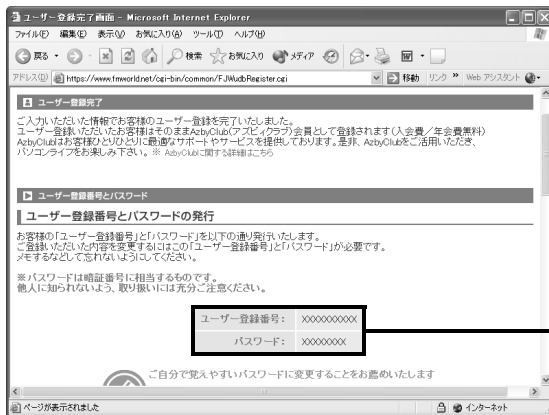 ユーザー登録完了画面 - Microsoft Internet Explorer
ファイル(F) 編集(E) 表示(V) お気に入り(A) ツール(T) ヘルプ(H)
戻る 検索 お気に入り メディア
アドレス(D) https://www.fmworld.net/cgi-bin/common/FJWudbRegister.cgi 移動 リンク » Web アシスタント
ユーザー登録完了
ご入力いただいた情報でお客様のユーザー登録を完了いたしました。
ユーザー登録いただいたお客様はそのままAzbyClub(アズビィクラブ)会員として登録されます(入会費/年会費無料)
AzbyClubはお客様ひとりひとりに最適なサポートやサービスを提供しております。是非、AzbyClubをご活用いただき、
パソコンライフをお楽しみ下さい。 ※ AzbyClubに関する詳細はこちら
ユーザー登録番号とパスワード
ユーザー登録番号とパスワードの発行
お客様の「ユーザー登録番号」と「パスワード」を以下の通り発行いたします。
ご登録いただいた内容を変更するにはこの「ユーザー登録番号」と「パスワード」が必要です。
メモするなどして忘れないようにしてください。
※パスワードは暗証番号に相当するものです。
他人に知られないよう、取り扱いには充分ご注意ください。
ユーザー登録番号: XXXXXXXXX
パスワード: XXXXXXX
ご自分で覚えやすいパスワードに変更することをお薦めいたします
ページが表示されました インターネット